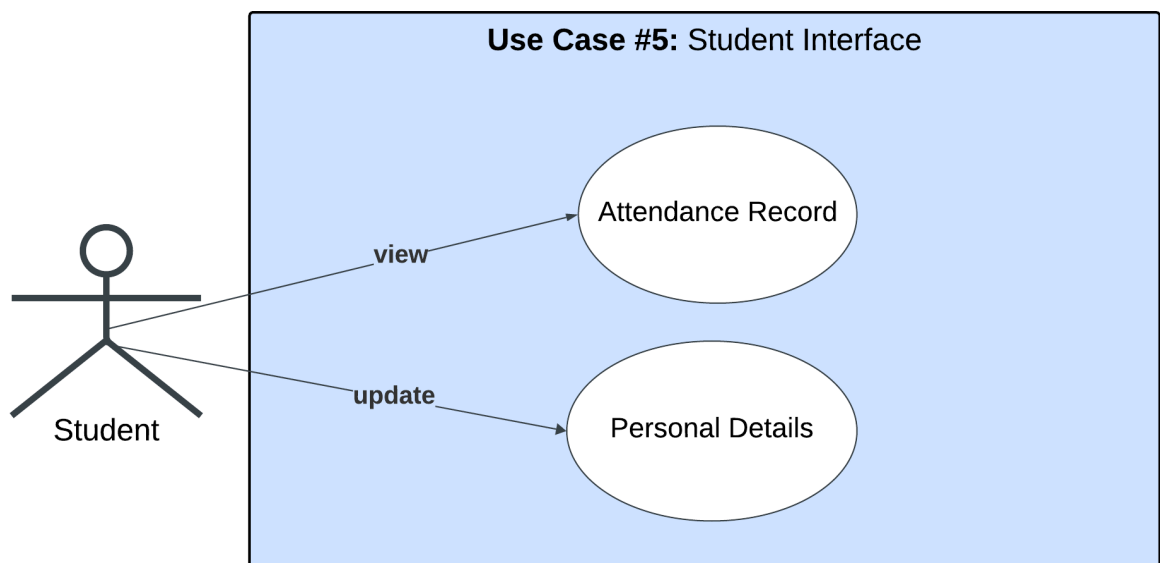 Use Case #5: Student Interface
Attendance Record
view
update
Personal Details
Student